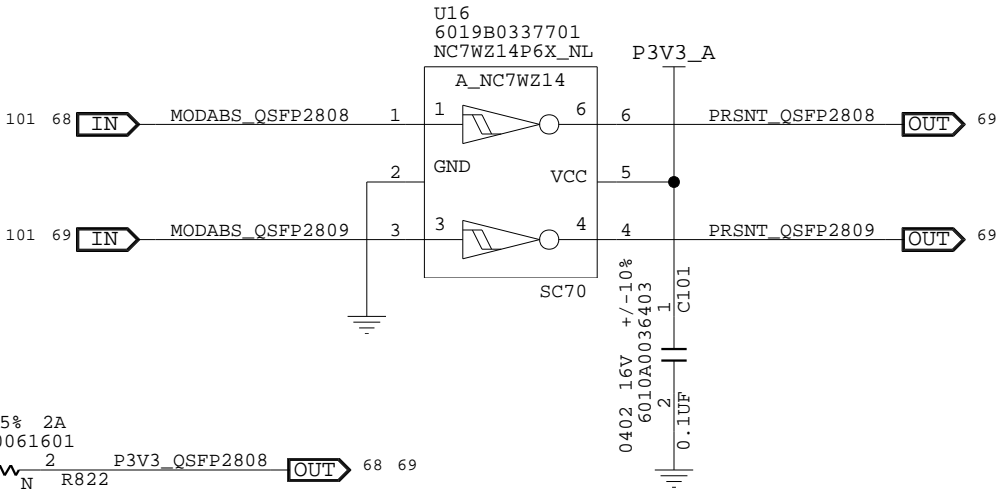 U16
6019B0337701
NC7WZ14P6X_NL
P3V3_A
A_NC7WZ14
101 68 IN MODABS_QSFP2808 1 1 6 6 PRSNT_QSFP2808 OUT 69
2 GND VCC 5
101 69 IN MODABS_QSFP2809 3 3 4 4 PRSNT_QSFP2809 OUT 69
SC70
0402 16V +/-10%
6010A0036403
1 2
C101
0.1UF
5% 2A
0061601
2 P3V3_QSFP2808 OUT 68 69
N R822